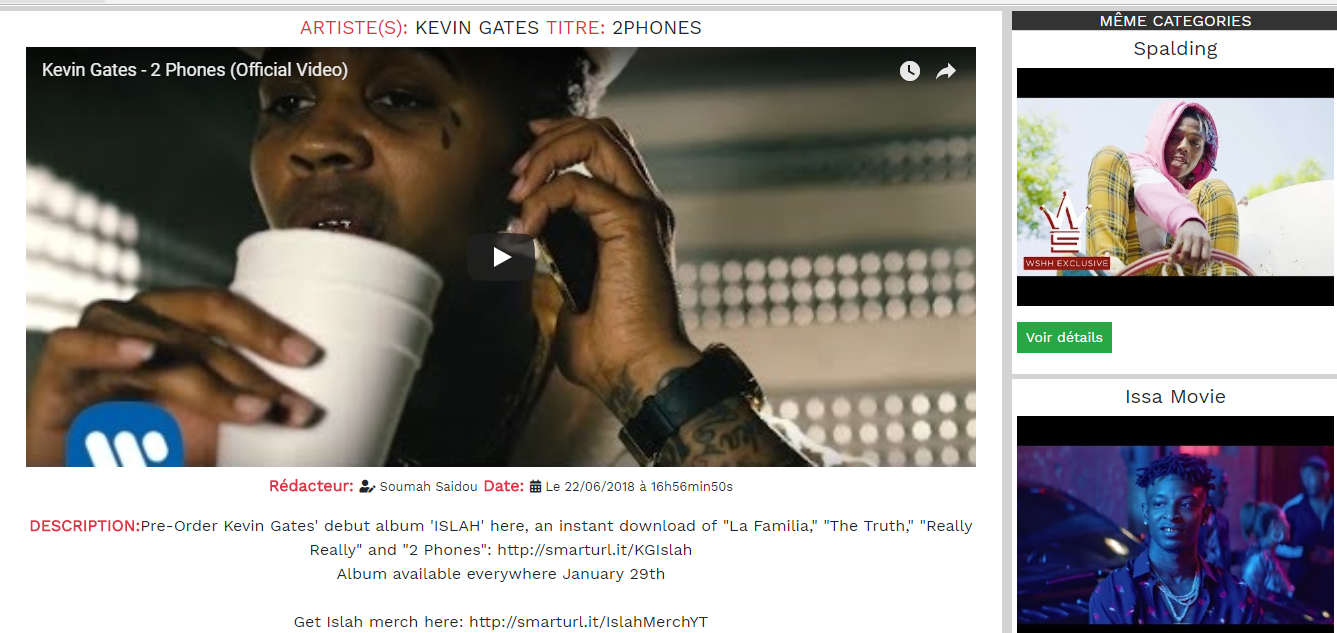 ARTISTE(S): KEVIN GATES TITRE: 2PHONES
Kevin Gates - 2 Phones (Official Video)
Rédacteur: Soumah Saidou Date: Le 22/06/2018 à 16h56min50s
DESCRIPTION:Pre-Order Kevin Gates' debut album 'ISLAH' here, an instant download of "La Familia," "The Truth," "Really
Really" and "2 Phones": http://smarturl.it/KGIslah
Album available everywhere January 29th
Get Islah merch here: http://smarturl.it/IslahMerchYT
MÊME CATEGORIES
Spalding
WSHH EXCLUSIVE
Voir détails
Issa Movie